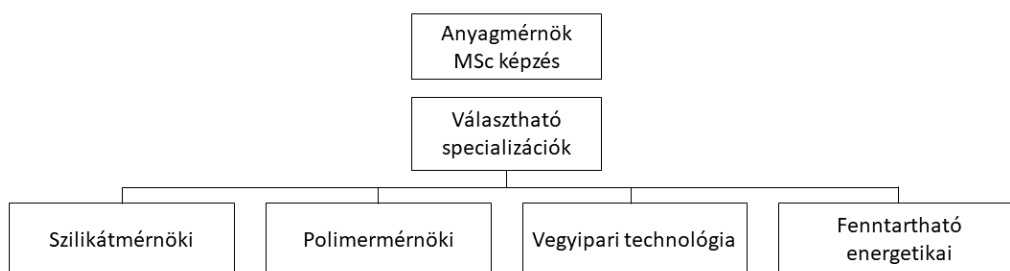 Anyagmérnök
MSc képzés
Választható
specializációk
Szilikátmérnöki
Polimermérnöki
Vegyipari technológia
Fenntartható
energetikai